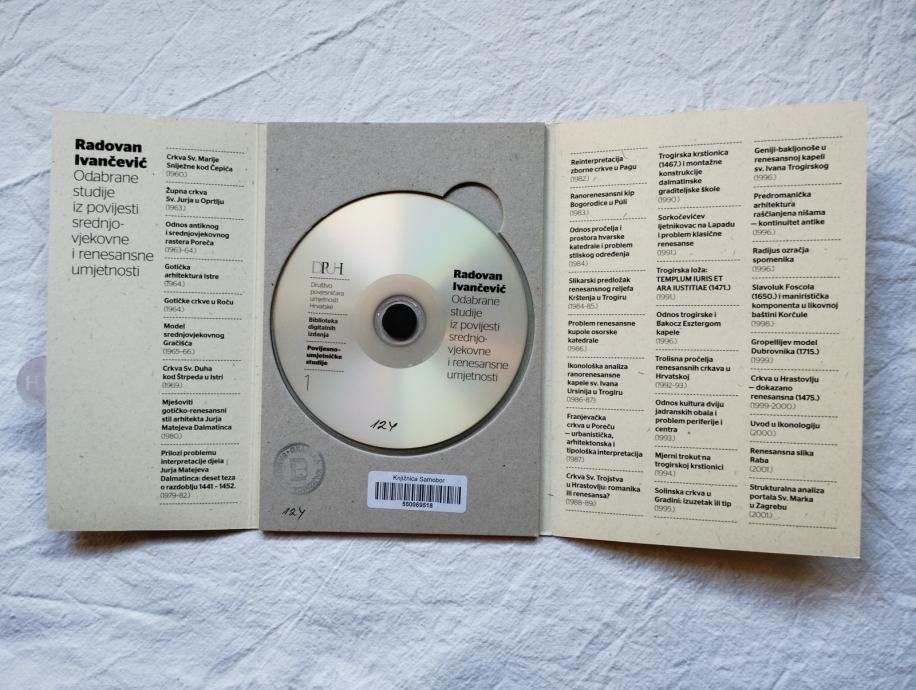 Radovan
Ivančević
Odabrane
studije
iz povijesti
srednjo-
vjekovne
i renesansne
umjetnosti
Crkva Sv. Marije
Snježne kod Čepića
(1960.)
Župna crkva
Sv. Jurja u Oprtlju
(1963.)
Odnos antiknog
i srednjovjekovnog
rastera Poreča
(1963-64.)
Gotička
arhitektura Istre
(1964.)
Gotičke crkve u Roču
(1964.)
Model
srednjovjekovnog
Gračišća
(1965-66.)
Crkva Sv. Duha
kod Štrpeda u Istri
(1969.)
Mješoviti
gotičko-renesansni
stil arhitekta Jurja
Matejeva Dalmatinca
(1980.)
Prilozi problemu
interpretacije djela
Jurja Matejeva
Dalmatinca: deset teza
o razdoblju 1441 - 1452.
(1979-82.)
DPUH
Društvo
povjesničara
umjetnosti
Hrvatske
Biblioteka
digitalnih
izdanja
Povijesno-
umjetničke
studije
1
Radovan
Ivančević
Odabrane
studije
iz povijesti
srednjo-
vjekovne
i renesansne
umjetnosti
124
124
Knjižnica Samobor
550069518
Reinterpretacija
zborne crkve u Pagu
(1982.)
Ranorenesansni kip
Bogorodice u Puli
(1983.)
Odnos pročelja i
prostora hvarske
katedrale i problem
stilskog određenja
(1984.)
Slikarski predložak
renesansnog reljefa
Krštenja u Trogiru
(1984-85.)
Problem renesansne
kupole osorske
katedrale
(1986.)
Ikonološka analiza
ranorenesansne
kapele sv. Ivana
Ursinija u Trogiru
(1986-87.)
Franjevačka
crkva u Poreču
— urbanistička,
arhitektonska i
tipološka interpretacija
(1987.)
Crkva Sv. Trojstva
u Hrastovlju: romanika
ili renesansa?
(1988-89.)
Trogirska krstionica
(1467.) i montažne
konstrukcije
dalmatinske
graditeljske škole
(1990.)
Sorkočevićev
ljetnikovac na Lapadu
i problem klasične
renesanse
(1991.)
Trogirska loža:
TEMPLUM IURIS ET
ARA IUSTITIAE (1471.)
(1991.)
Odnos trogirske i
Bakocz Esztergom
kapele
(1996.)
Trolisna pročelja
renesansnih crkava u
Hrvatskoj
(1992-93.)
Odnos kultura dviju
jadranskih obala i
problem periferije i
centra
(1993.)
Mjerni trokut na
trogirskoj krstionici
(1994.)
Solinska crkva u
Gradini: izuzetak ili tip
(1995.)
Geniji-bakljonoše u
renesansnoj kapeli
sv. Ivana Trogirskog
(1996.)
Predromanička
arhitektura
raščlanjena nišama
— kontinuitet antike
(1996.)
Radijus ozračja
spomenika
(1996.)
Slavoluk Foscola
(1650.) i maniristička
komponenta u likovnoj
baštini Korčule
(1998.)
Gropellijev model
Dubrovnika (1715.)
(1999.)
Crkva u Hrastovlju
— dokazano
renesansna (1475.)
(1999-2000.)
Uvod u ikonologiju
(2000.)
Renesansna slika
Raba
(2001.)
Strukturalna analiza
portala Sv. Marka
u Zagrebu
(2001.)